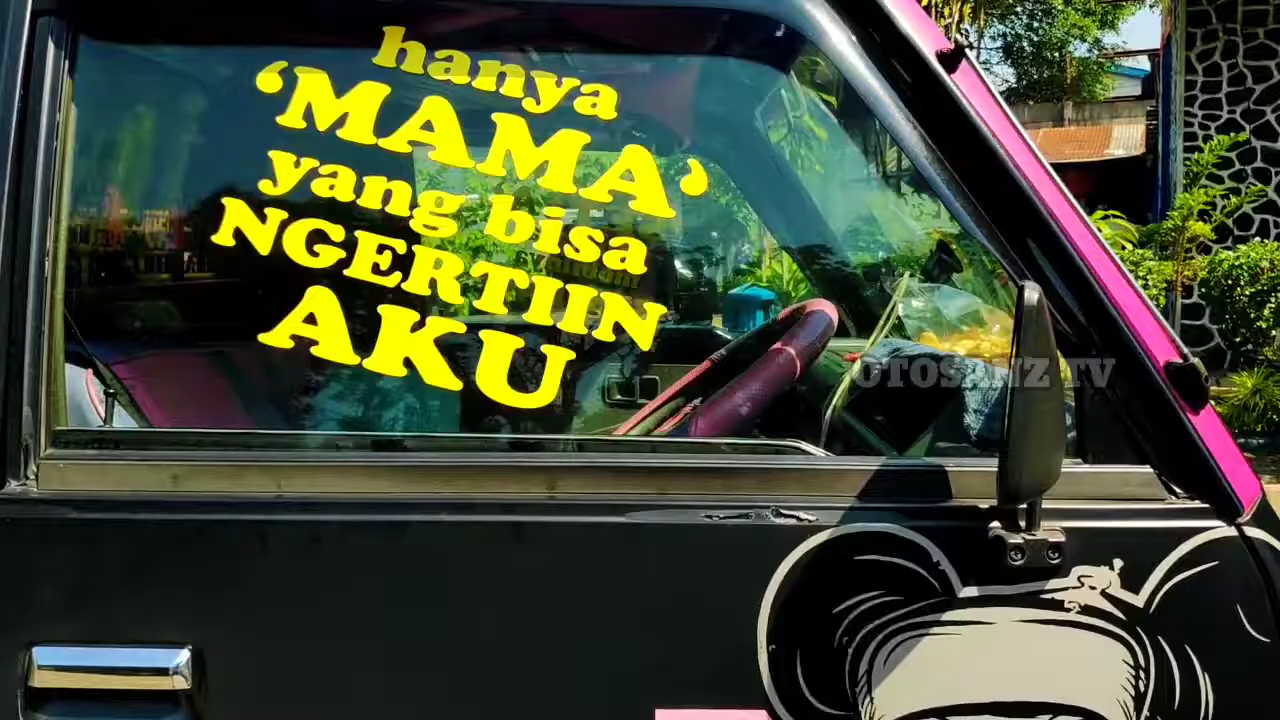 hanya
‘MAMA’
yang bisa
NGERTIIN
AKU
OTOSANZ TV